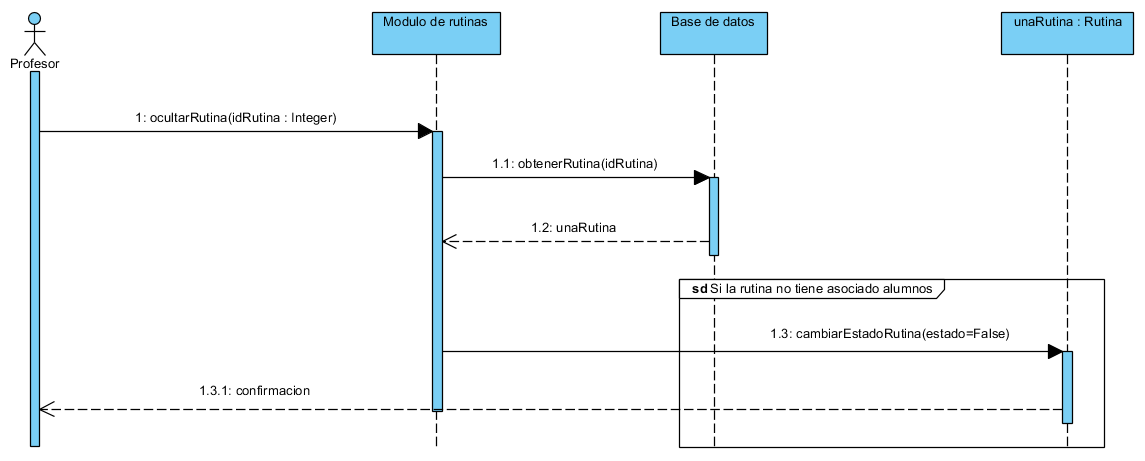 Profesor
Modulo de rutinas
Base de datos
unaRutina : Rutina
1: ocultarRutina(idRutina : Integer)
1.1: obtenerRutina(idRutina)
1.2: unaRutina
sd Si la rutina no tiene asociado alumnos
1.3: cambiarEstadoRutina(estado=False)
1.3.1: confirmacion